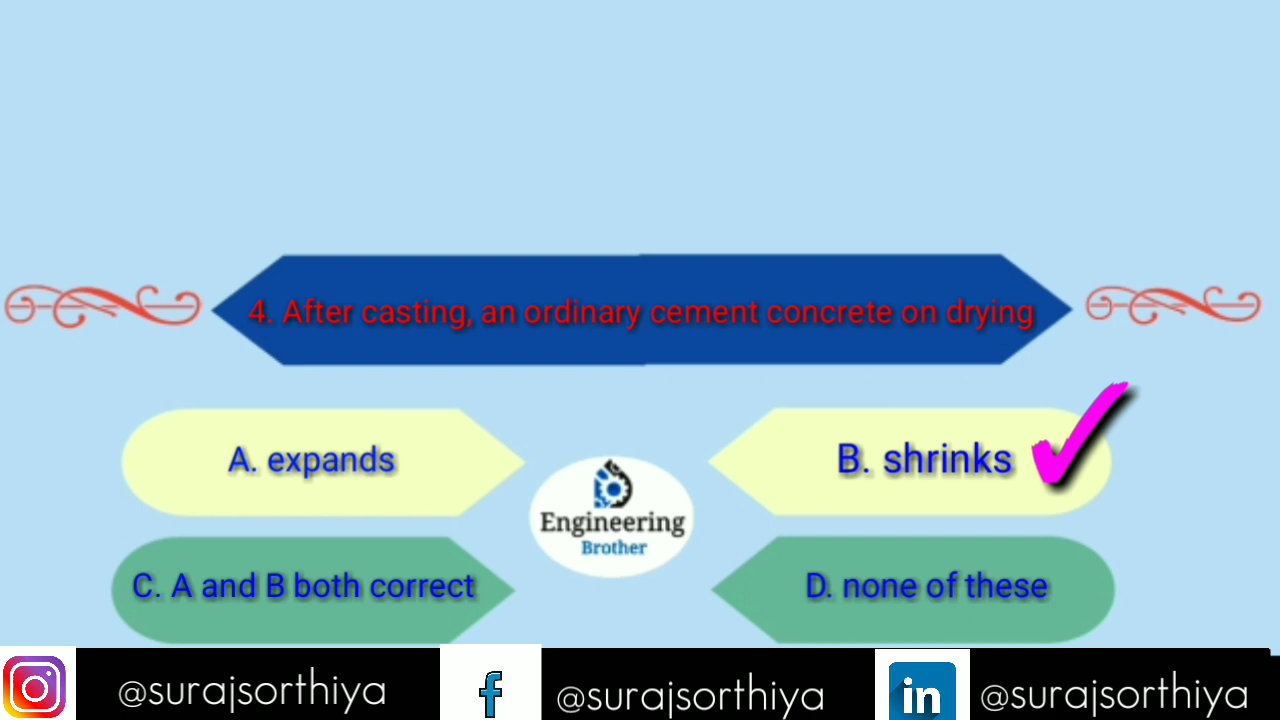 4. After casting, an ordinary cement concrete on drying
A. expands
B. shrinks
Engineering
Brother
C. A and B both correct
D. none of these
@surajsorthiya
f
@surajsorthiya
in
@surajsorthiya